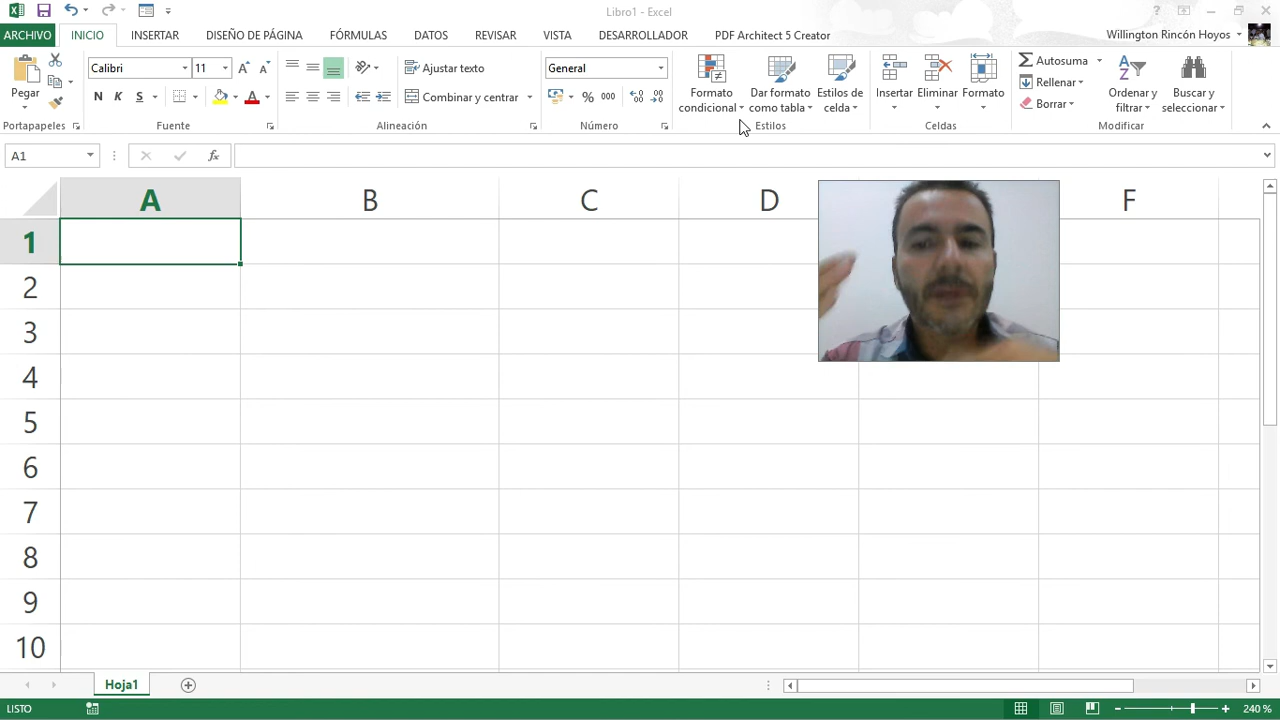 Libro1 - Excel
ARCHIVO INICIO INSERTAR DISEÑO DE PÁGINA FÓRMULAS DATOS REVISAR VISTA DESARROLLADOR PDF Architect 5 Creator Willington Rincón Hoyos
Pegar
Portapapeles
Calibri 11
N K S
Fuente
Ajustar texto
Combinar y centrar
Alineación
General
% 000
Número
Formato condicional
Dar formato como tabla
Estilos de celda
Estilos
Insertar Eliminar Formato
Celdas
Autosuma
Rellenar
Borrar
Ordenar y filtrar
Buscar y seleccionar
Modificar
A1 fx
A B C D F
1
2
3
4
5
6
7
8
9
10
Hoja1
LISTO 240 %